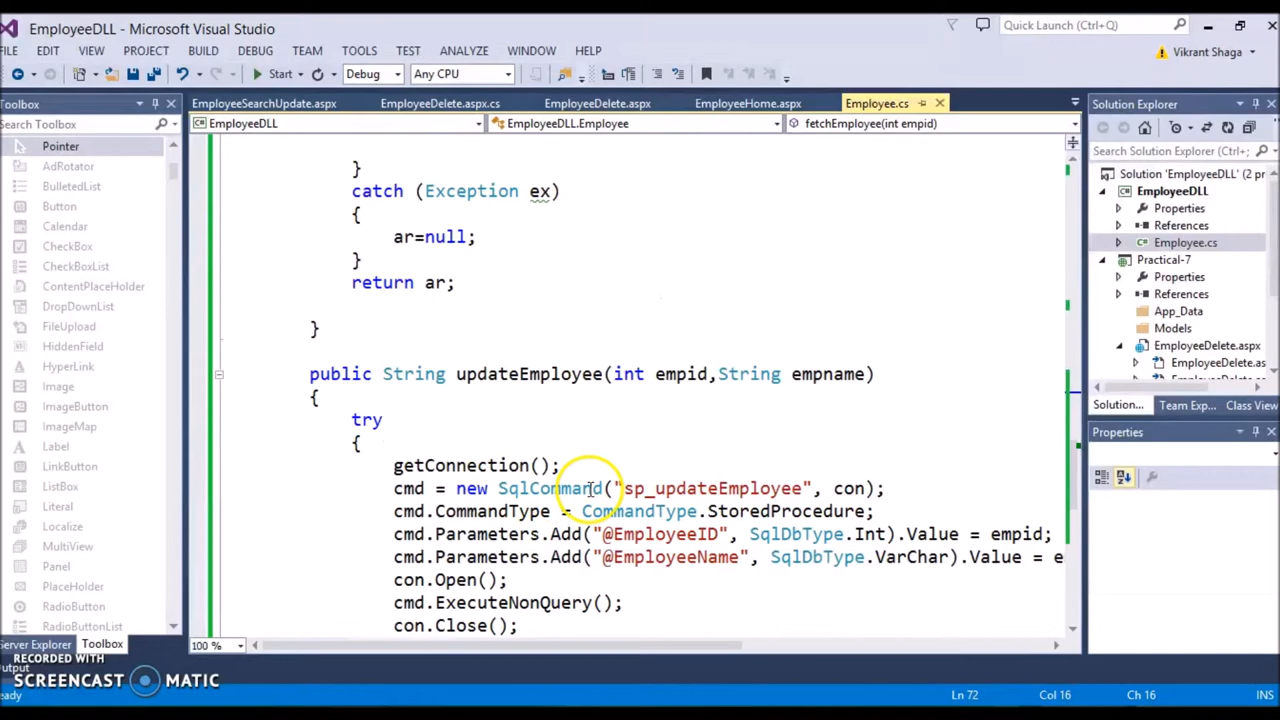 EmployeeDLL - Microsoft Visual Studio
Quick Launch (Ctrl+Q)
FILE EDIT VIEW PROJECT BUILD DEBUG TEAM TOOLS TEST ANALYZE WINDOW HELP
Vikrant Shaga
Start Debug Any CPU
Toolbox
EmployeeSearchUpdate.aspx EmployeeDelete.aspx.cs EmployeeDelete.aspx EmployeeHome.aspx Employee.cs
Solution Explorer
Search Toolbox
EmployeeDLL EmployeeDLL.Employee fetchEmployee(int empid)
Pointer
AdRotator
BulletedList
Button
Calendar
CheckBox
CheckBoxList
ContentPlaceHolder
DropDownList
FileUpload
HiddenField
HyperLink
Image
ImageButton
ImageMap
Label
LinkButton
ListBox
Literal
Localize
MultiView
Panel
PlaceHolder
RadioButton
RadioButtonList
Server Explorer Toolbox
}
catch (Exception ex)
{
ar=null;
}
return ar;
}
public String updateEmployee(int empid,String empname)
{
try
{
getConnection();
cmd = new SqlCommand("sp_updateEmployee", con);
cmd.CommandType = CommandType.StoredProcedure;
cmd.Parameters.Add("@EmployeeID", SqlDbType.Int).Value = empid;
cmd.Parameters.Add("@EmployeeName", SqlDbType.VarChar).Value = e
con.Open();
cmd.ExecuteNonQuery();
con.Close();
100 %
Search Solution Explorer (Ctrl+;
Solution 'EmployeeDLL' (2 pr
EmployeeDLL
Properties
References
Employee.cs
Practical-7
Properties
References
App_Data
Models
EmployeeDelete.aspx
EmployeeDelete.as
EmployeeDelete.as
Solution... Team Exp... Class View
Properties
Output
RECORDED WITH
SCREENCAST MATIC
eady Ln 72 Col 16 Ch 16 INS